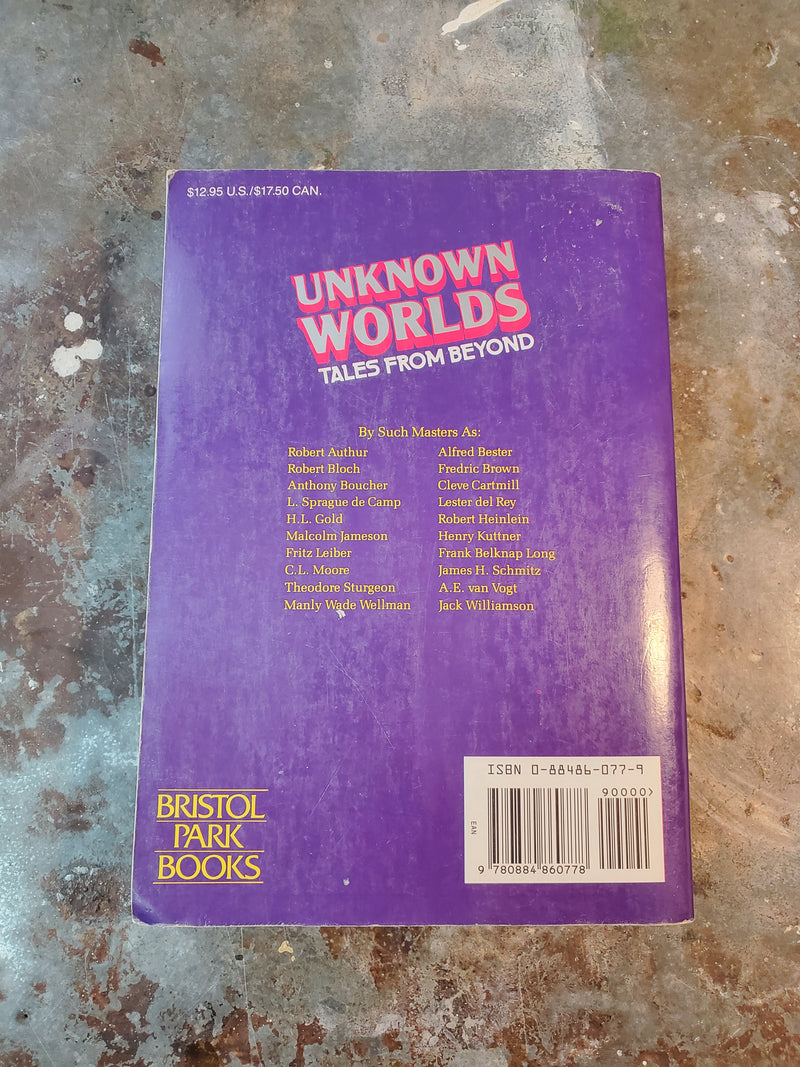 $12.95 U.S./$17.50 CAN.
UNKNOWN
WORLDS
TALES FROM BEYOND
By Such Masters As:
Robert Authur
Robert Bloch
Anthony Boucher
L. Sprague de Camp
H.L. Gold
Malcolm Jameson
Fritz Leiber
C.L. Moore
Theodore Sturgeon
Manly Wade Wellman
Alfred Bester
Fredric Brown
Cleve Cartmill
Lester del Rey
Robert Heinlein
Henry Kuttner
Frank Belknap Long
James H. Schmitz
A.E. van Vogt
Jack Williamson
BRISTOL
PARK
BOOKS
ISBN 0-88486-077-9
90000>
EAN
9 780884 860778